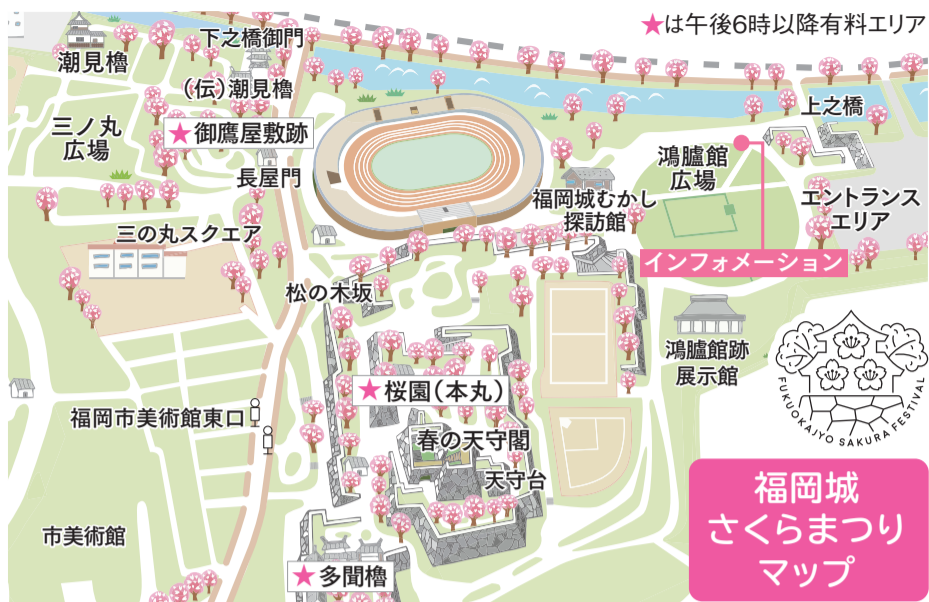 ★は午後6時以降有料エリア
下之橋御門
潮見櫓
(伝)潮見櫓
上之橋
三ノ丸
広場
★御鷹屋敷跡
長屋門
鴻臚館
広場
福岡城むかし
探訪館
エントランス
エリア
三の丸スクエア
インフォメーション
松の木坂
鴻臚館跡
展示館
★桜園(本丸)
福岡市美術館東口
春の天守閣
天守台
FUKUOKAJYO SAKURA FESTIVAL
市美術館
★多聞櫓
福岡城
さくらまつり
マップ